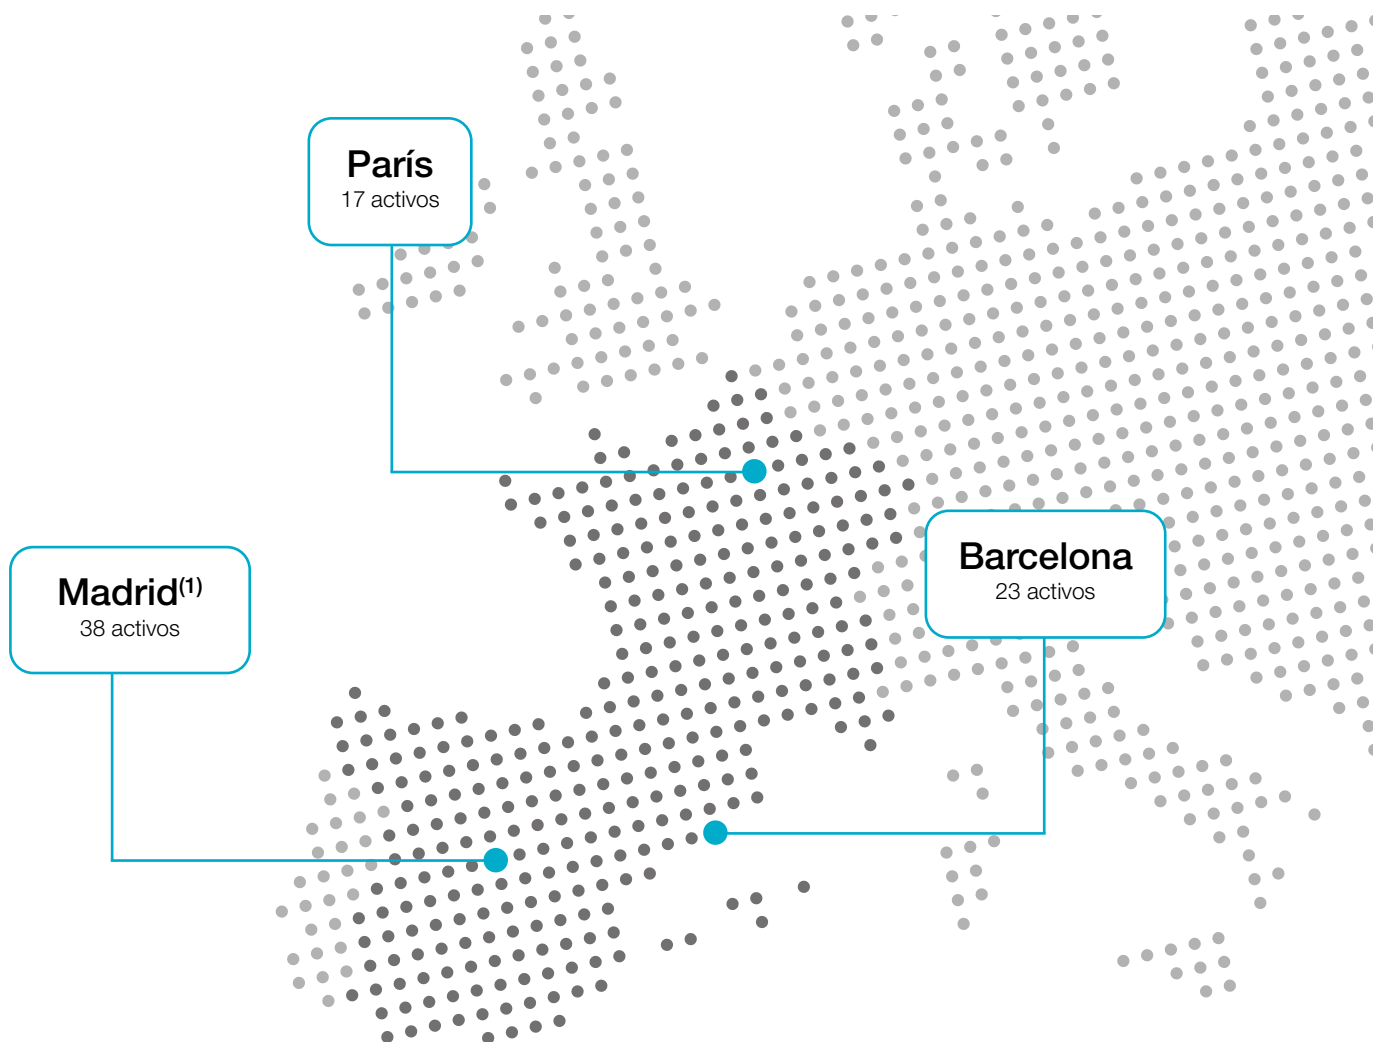 París
17 activos
Barcelona
23 activos
Madrid(1)
38 activos